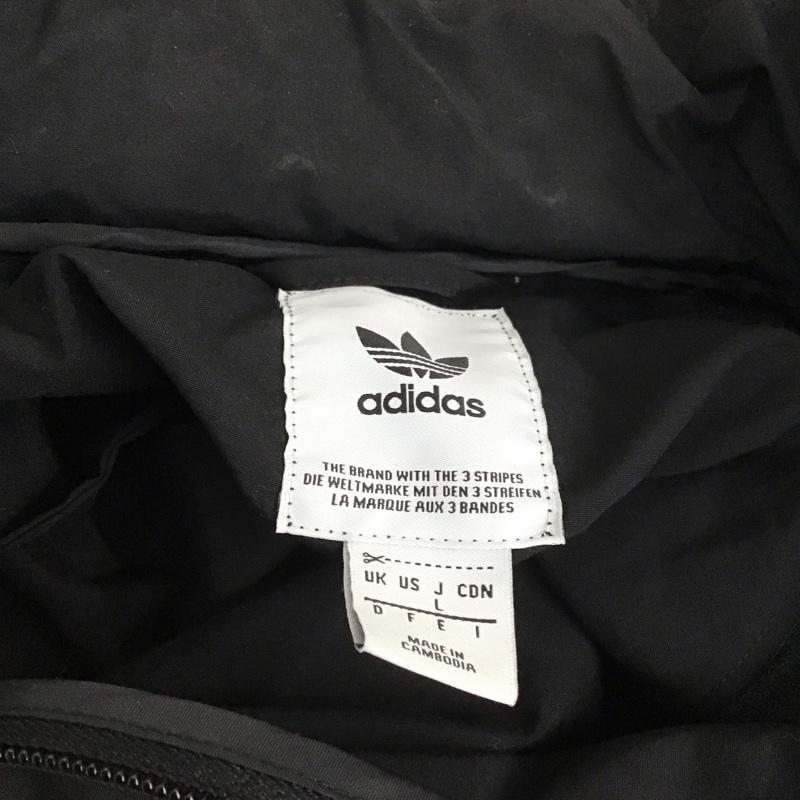 adidas
THE BRAND WITH THE 3 STRIPES
DIE WELTMARKE MIT DEN 3 STREIFEN
LA MARQUE AUX 3 BANDES
UK US J CDN
L
D F E I
MADE IN
CAMBODIA